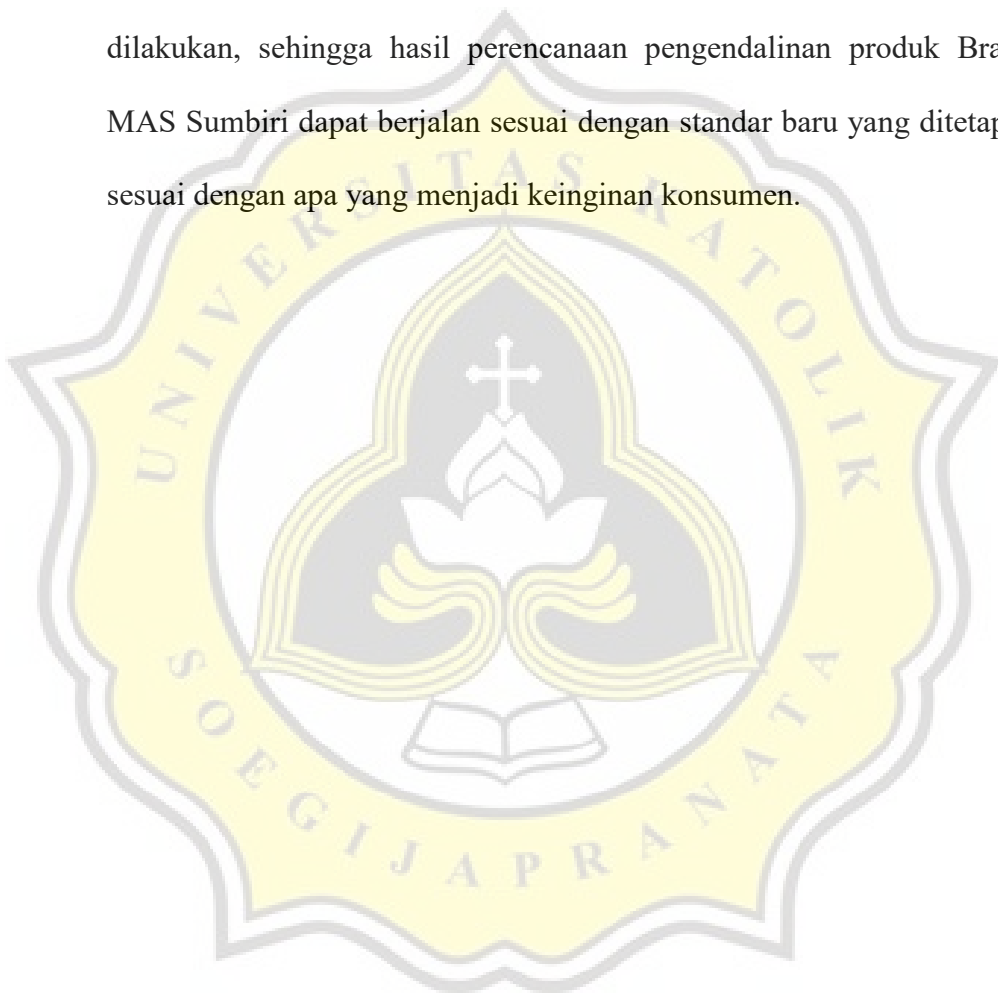 dilakukan, sehingga hasil perencanaan pengendalinan produk Bra
MAS Sumbiri dapat berjalan sesuai dengan standar baru yang ditetap
sesuai dengan apa yang menjadi keinginan konsumen.
UNIVERSITAS KATOLIK
SOEGIJAPRANATA